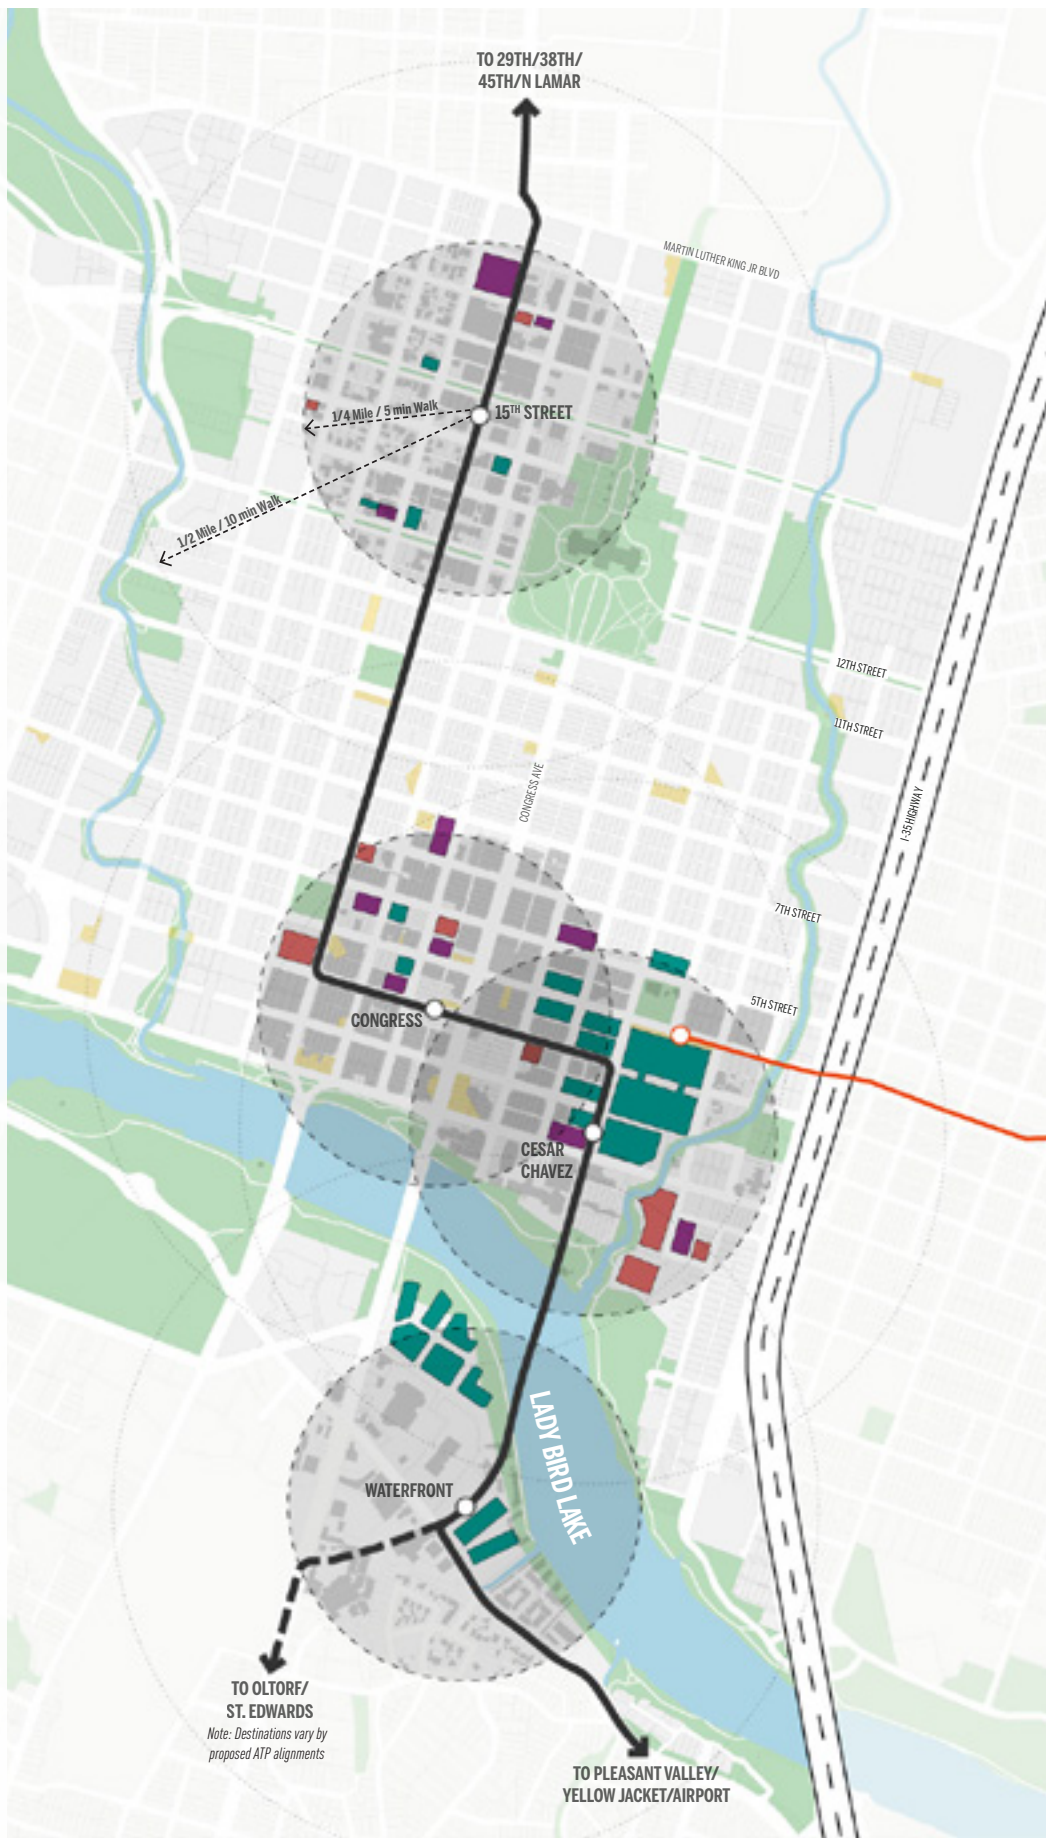 TO 29TH/38TH/
45TH/N LAMAR
MARTIN LUTHER KING JR BLVD
1/4 Mile / 5 min Walk
15TH STREET
1/2 Mile / 10 min Walk
12TH STREET
11TH STREET
CONGRESS AVE
I-35 HIGHWAY
7TH STREET
5TH STREET
CONGRESS
CESAR
CHAVEZ
LADY BIRD LAKE
WATERFRONT
TO OLTORF/
ST. EDWARDS
Note: Destinations vary by
proposed ATP alignments
TO PLEASANT VALLEY/
YELLOW JACKET/AIRPORT